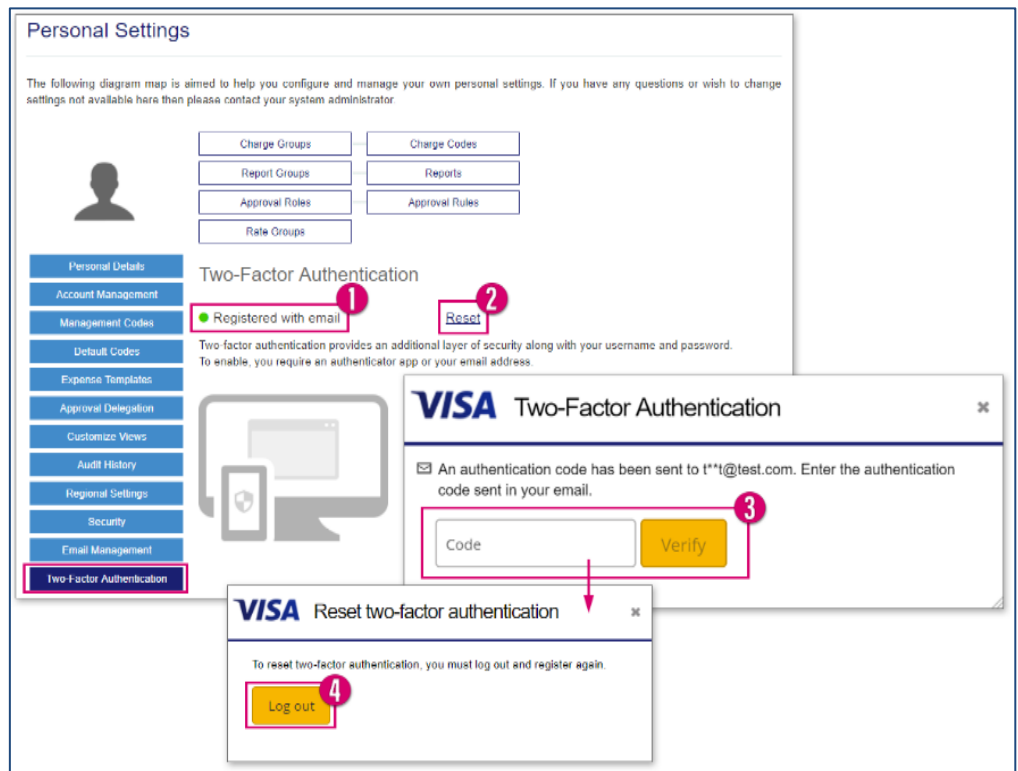 Personal Settings
The following diagram map is aimed to help you configure and manage your own personal settings. If you have any questions or wish to change
settings not available here then please contact your system administrator.
Charge Groups
Charge Codes
Report Groups
Reports
Approval Roles
Approval Rules
Rate Groups
Personal Details
Account Management
Management Codes
Default Codes
Expense Templates
Approval Delegation
Customize Views
Audit History
Regional Settings
Security
Email Management
Two-Factor Authentication
Two-Factor Authentication
1
2
Registered with email
Reset
Two-factor authentication provides an additional layer of security along with your username and password.
To enable, you require an authenticator app or your email address.
VISA Two-Factor Authentication ×
An authentication code has been sent to t**t@test.com. Enter the authentication
code sent in your email.
3
Code
Verify
VISA Reset two-factor authentication ×
To reset two-factor authentication, you must log out and register again.
4
Log out